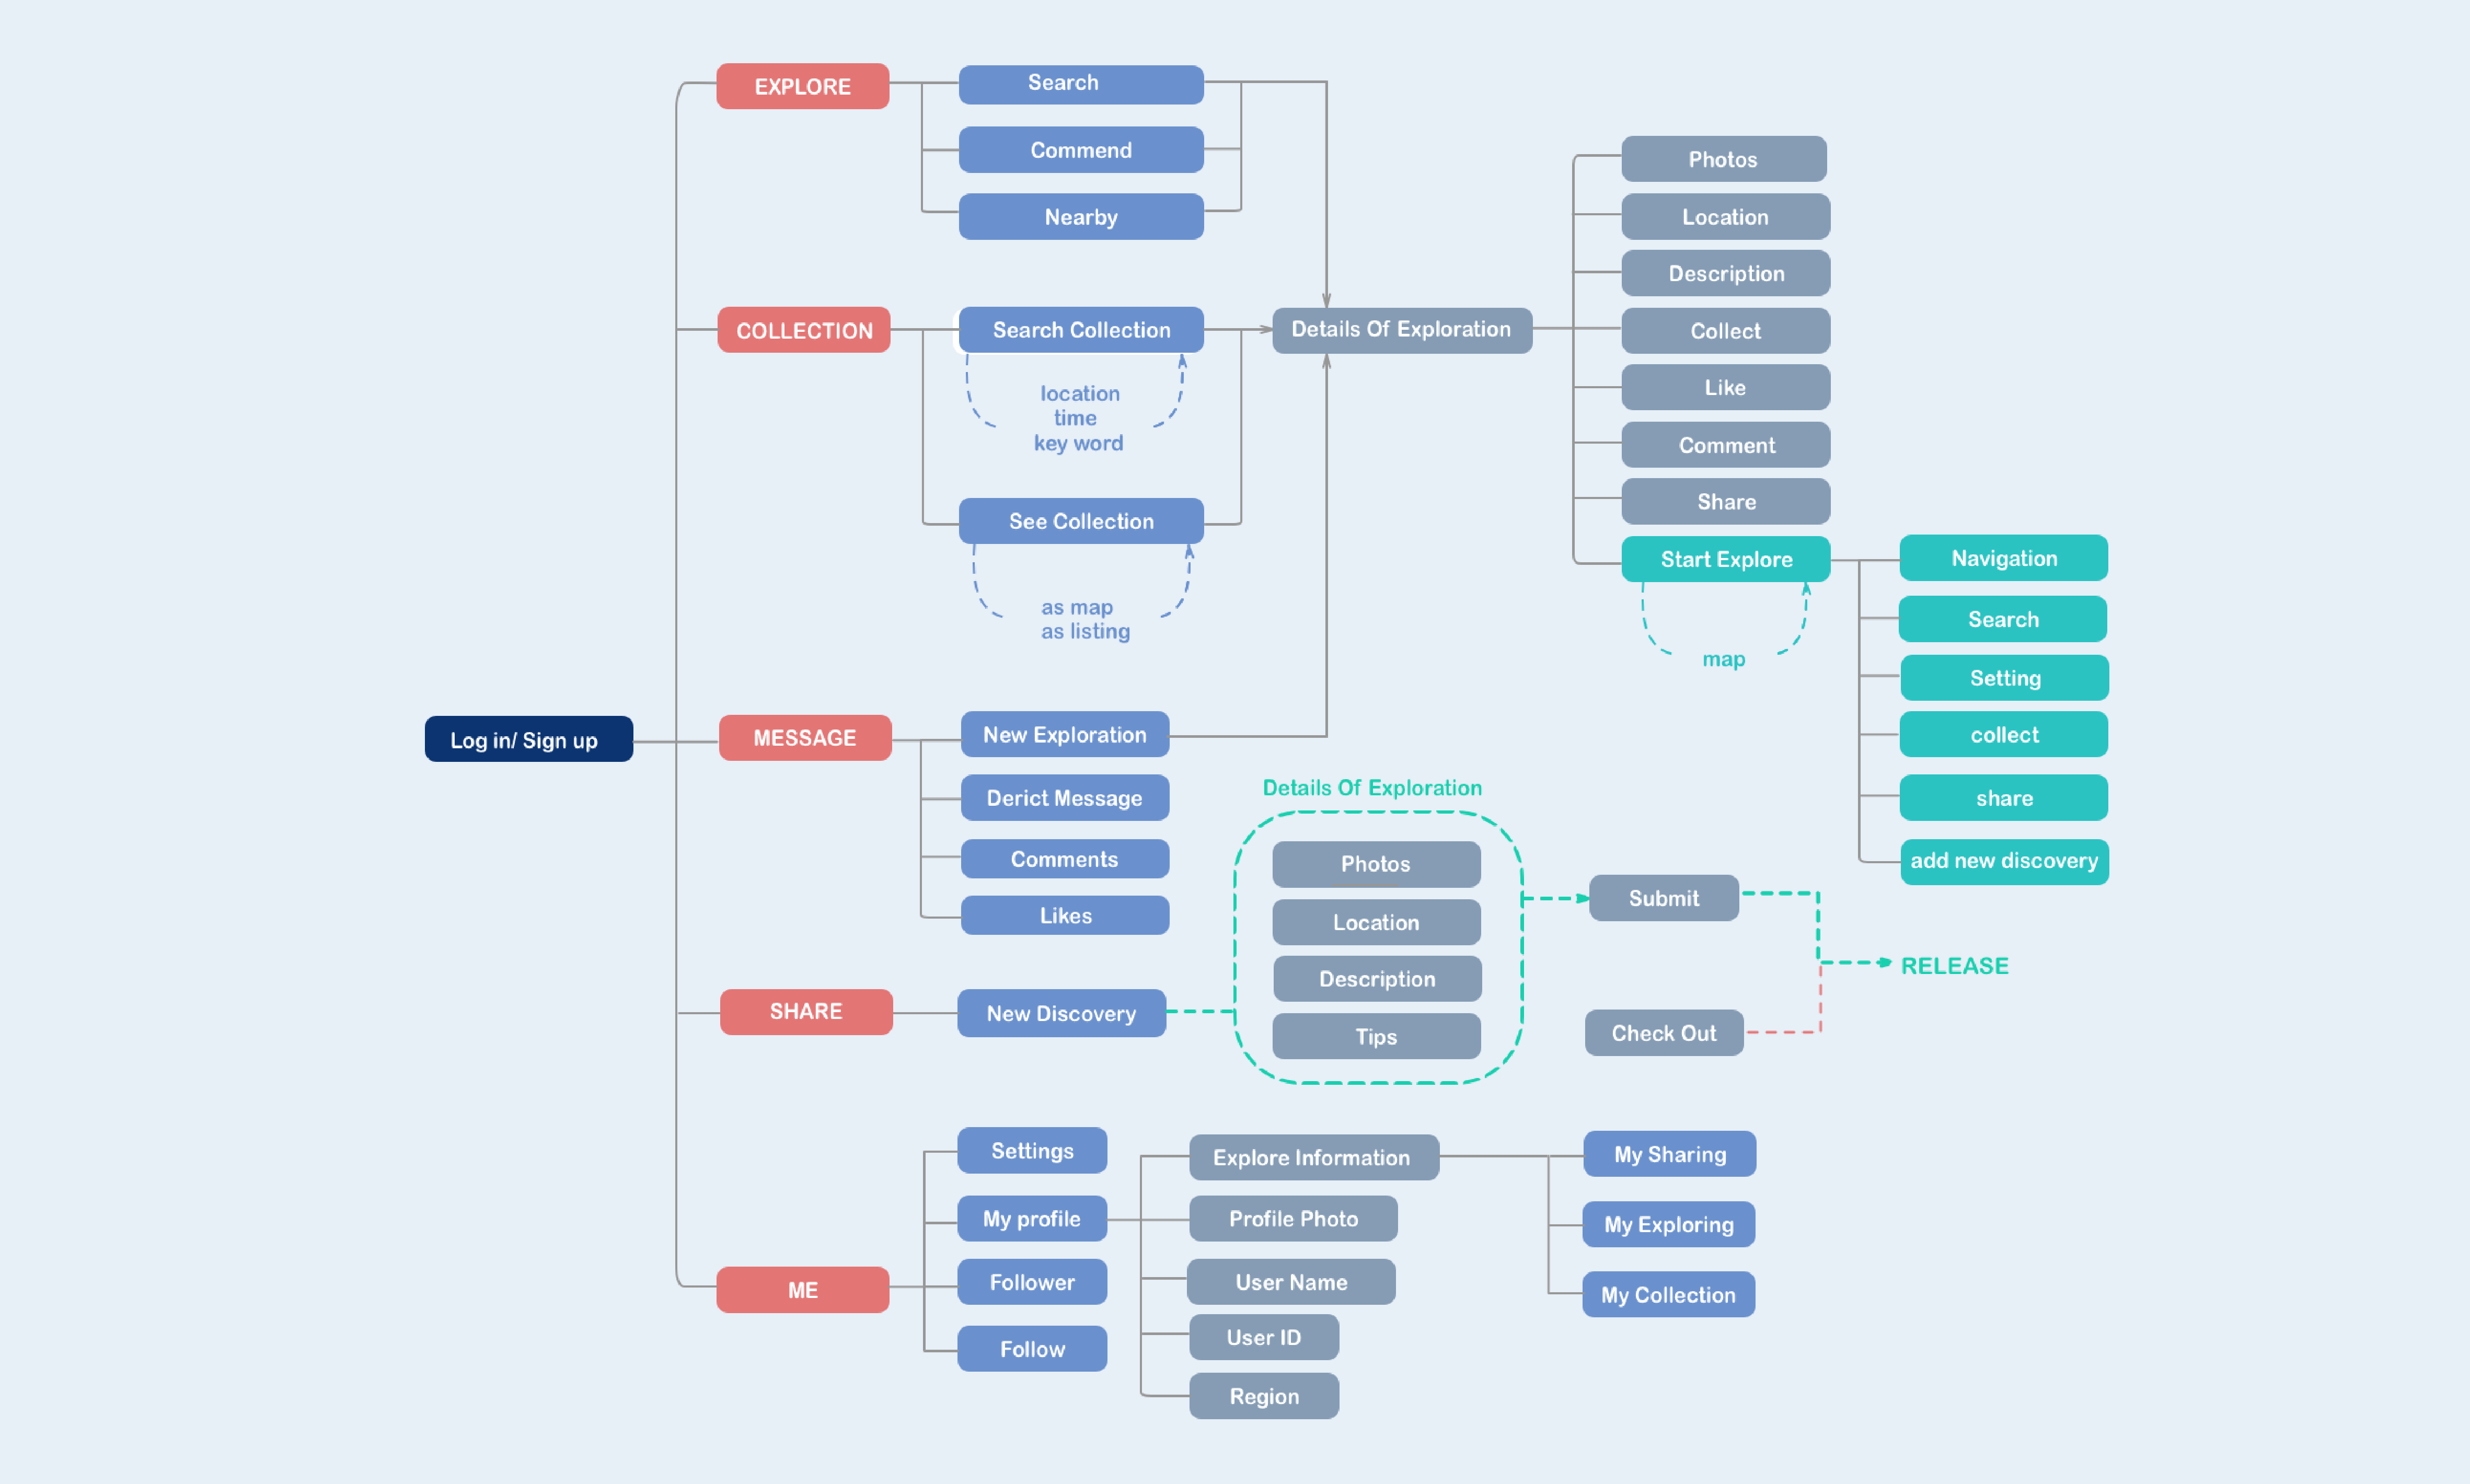 Log in/ Sign up
EXPLORE
Search
Commend
Nearby
COLLECTION
Search Collection
location
time
key word
See Collection
as map
as listing
Details Of Exploration
Photos
Location
Description
Collect
Like
Comment
Share
Start Explore
map
Navigation
Search
Setting
collect
share
add new discovery
MESSAGE
New Exploration
Derict Message
Comments
Likes
SHARE
New Discovery
Details Of Exploration
Photos
Location
Description
Tips
Submit
Check Out
RELEASE
ME
Settings
My profile
Follower
Follow
Explore Information
Profile Photo
User Name
User ID
Region
My Sharing
My Exploring
My Collection